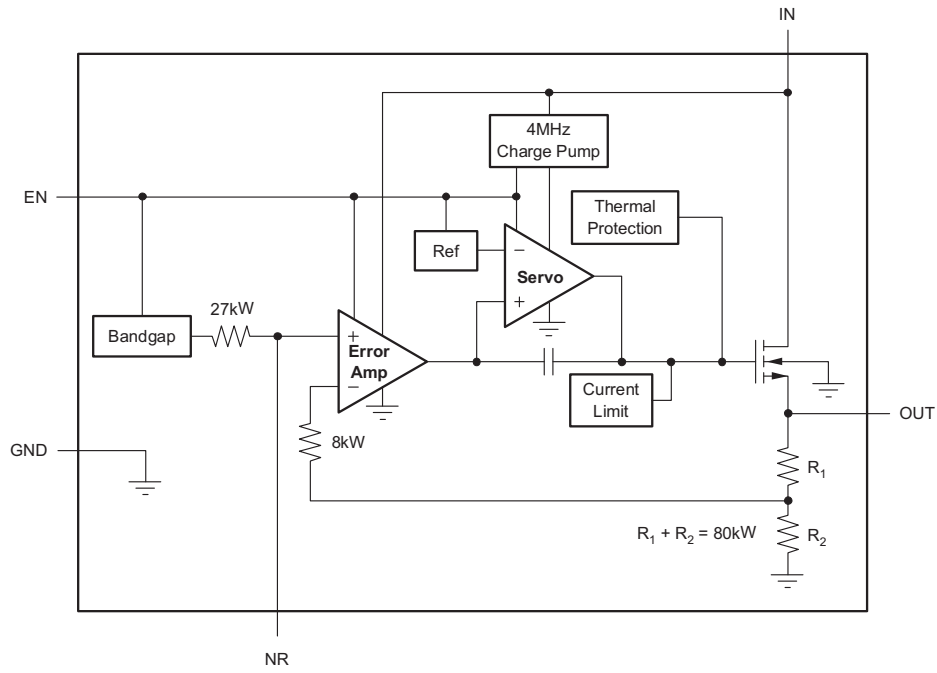 IN
4MHz
Charge Pump
EN
Thermal
Protection
Ref
−
Servo
+
27kW
Bandgap
+
Error
Amp
−
Current
Limit
OUT
8kW
GND
R1
R1 + R2 = 80kW
R2
NR